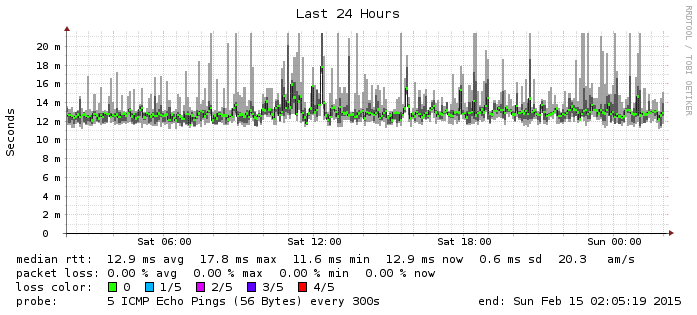 Last 24 Hours
RRDTOOL / TOBI OETIKER
Seconds
20 m
18 m
16 m
14 m
12 m
10 m
8 m
6 m
4 m
2 m
0
Sat 06:00 Sat 12:00 Sat 18:00 Sun 00:00
median rtt: 12.9 ms avg 17.8 ms max 11.6 ms min 12.9 ms now 0.6 ms sd 20.3 am/s
packet loss: 0.00 % avg 0.00 % max 0.00 % min 0.00 % now
loss color: 0 1/5 2/5 3/5 4/5
probe: 5 ICMP Echo Pings (56 Bytes) every 300s end: Sun Feb 15 02:05:19 2015